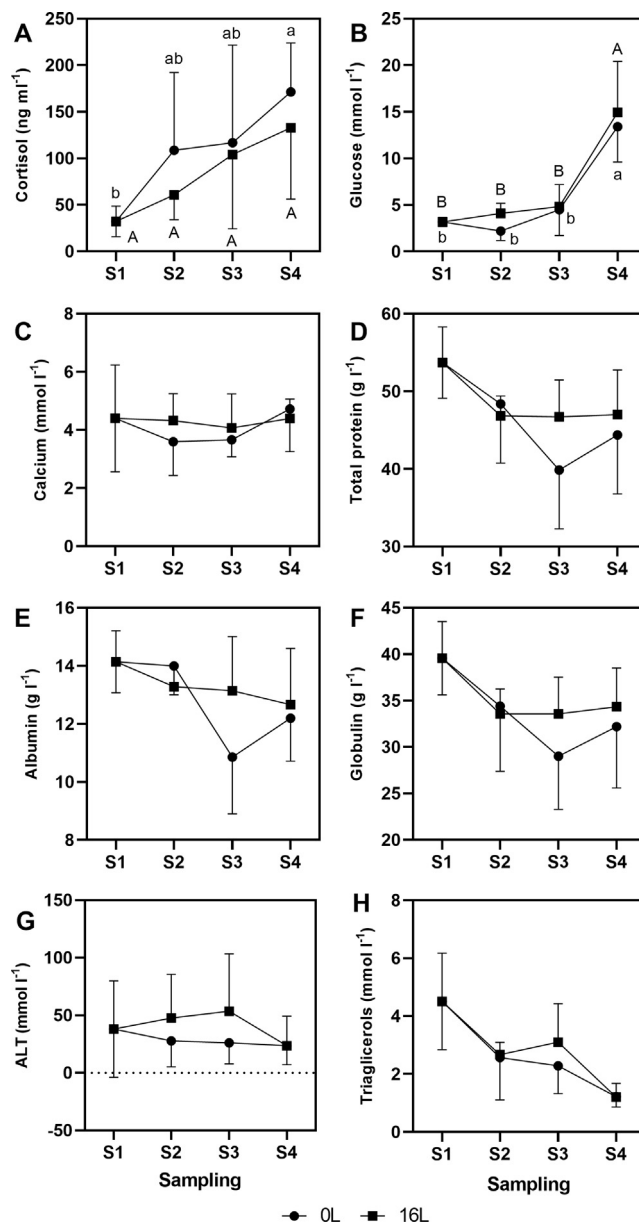 A
Cortisol (ng ml⁻¹)
250
200
150
100
50
0
b
ab
ab
a
A
A
A
A
S1 S2 S3 S4
B
Glucose (mmol l⁻¹)
20
15
10
5
0
B
B
B
A
b
b
b
a
S1 S2 S3 S4
C
Calcium (mmol l⁻¹)
8
6
4
2
0
S1 S2 S3 S4
D
Total protein (g l⁻¹)
60
50
40
30
S1 S2 S3 S4
E
Albumin (g l⁻¹)
16
14
12
10
8
S1 S2 S3 S4
F
Globulin (g l⁻¹)
45
40
35
30
25
20
S1 S2 S3 S4
G
ALT (mmol l⁻¹)
150
100
50
0
-50
S1 S2 S3 S4
Sampling
H
Triaglicerols (mmol l⁻¹)
8
6
4
2
0
S1 S2 S3 S4
Sampling
0L 16L